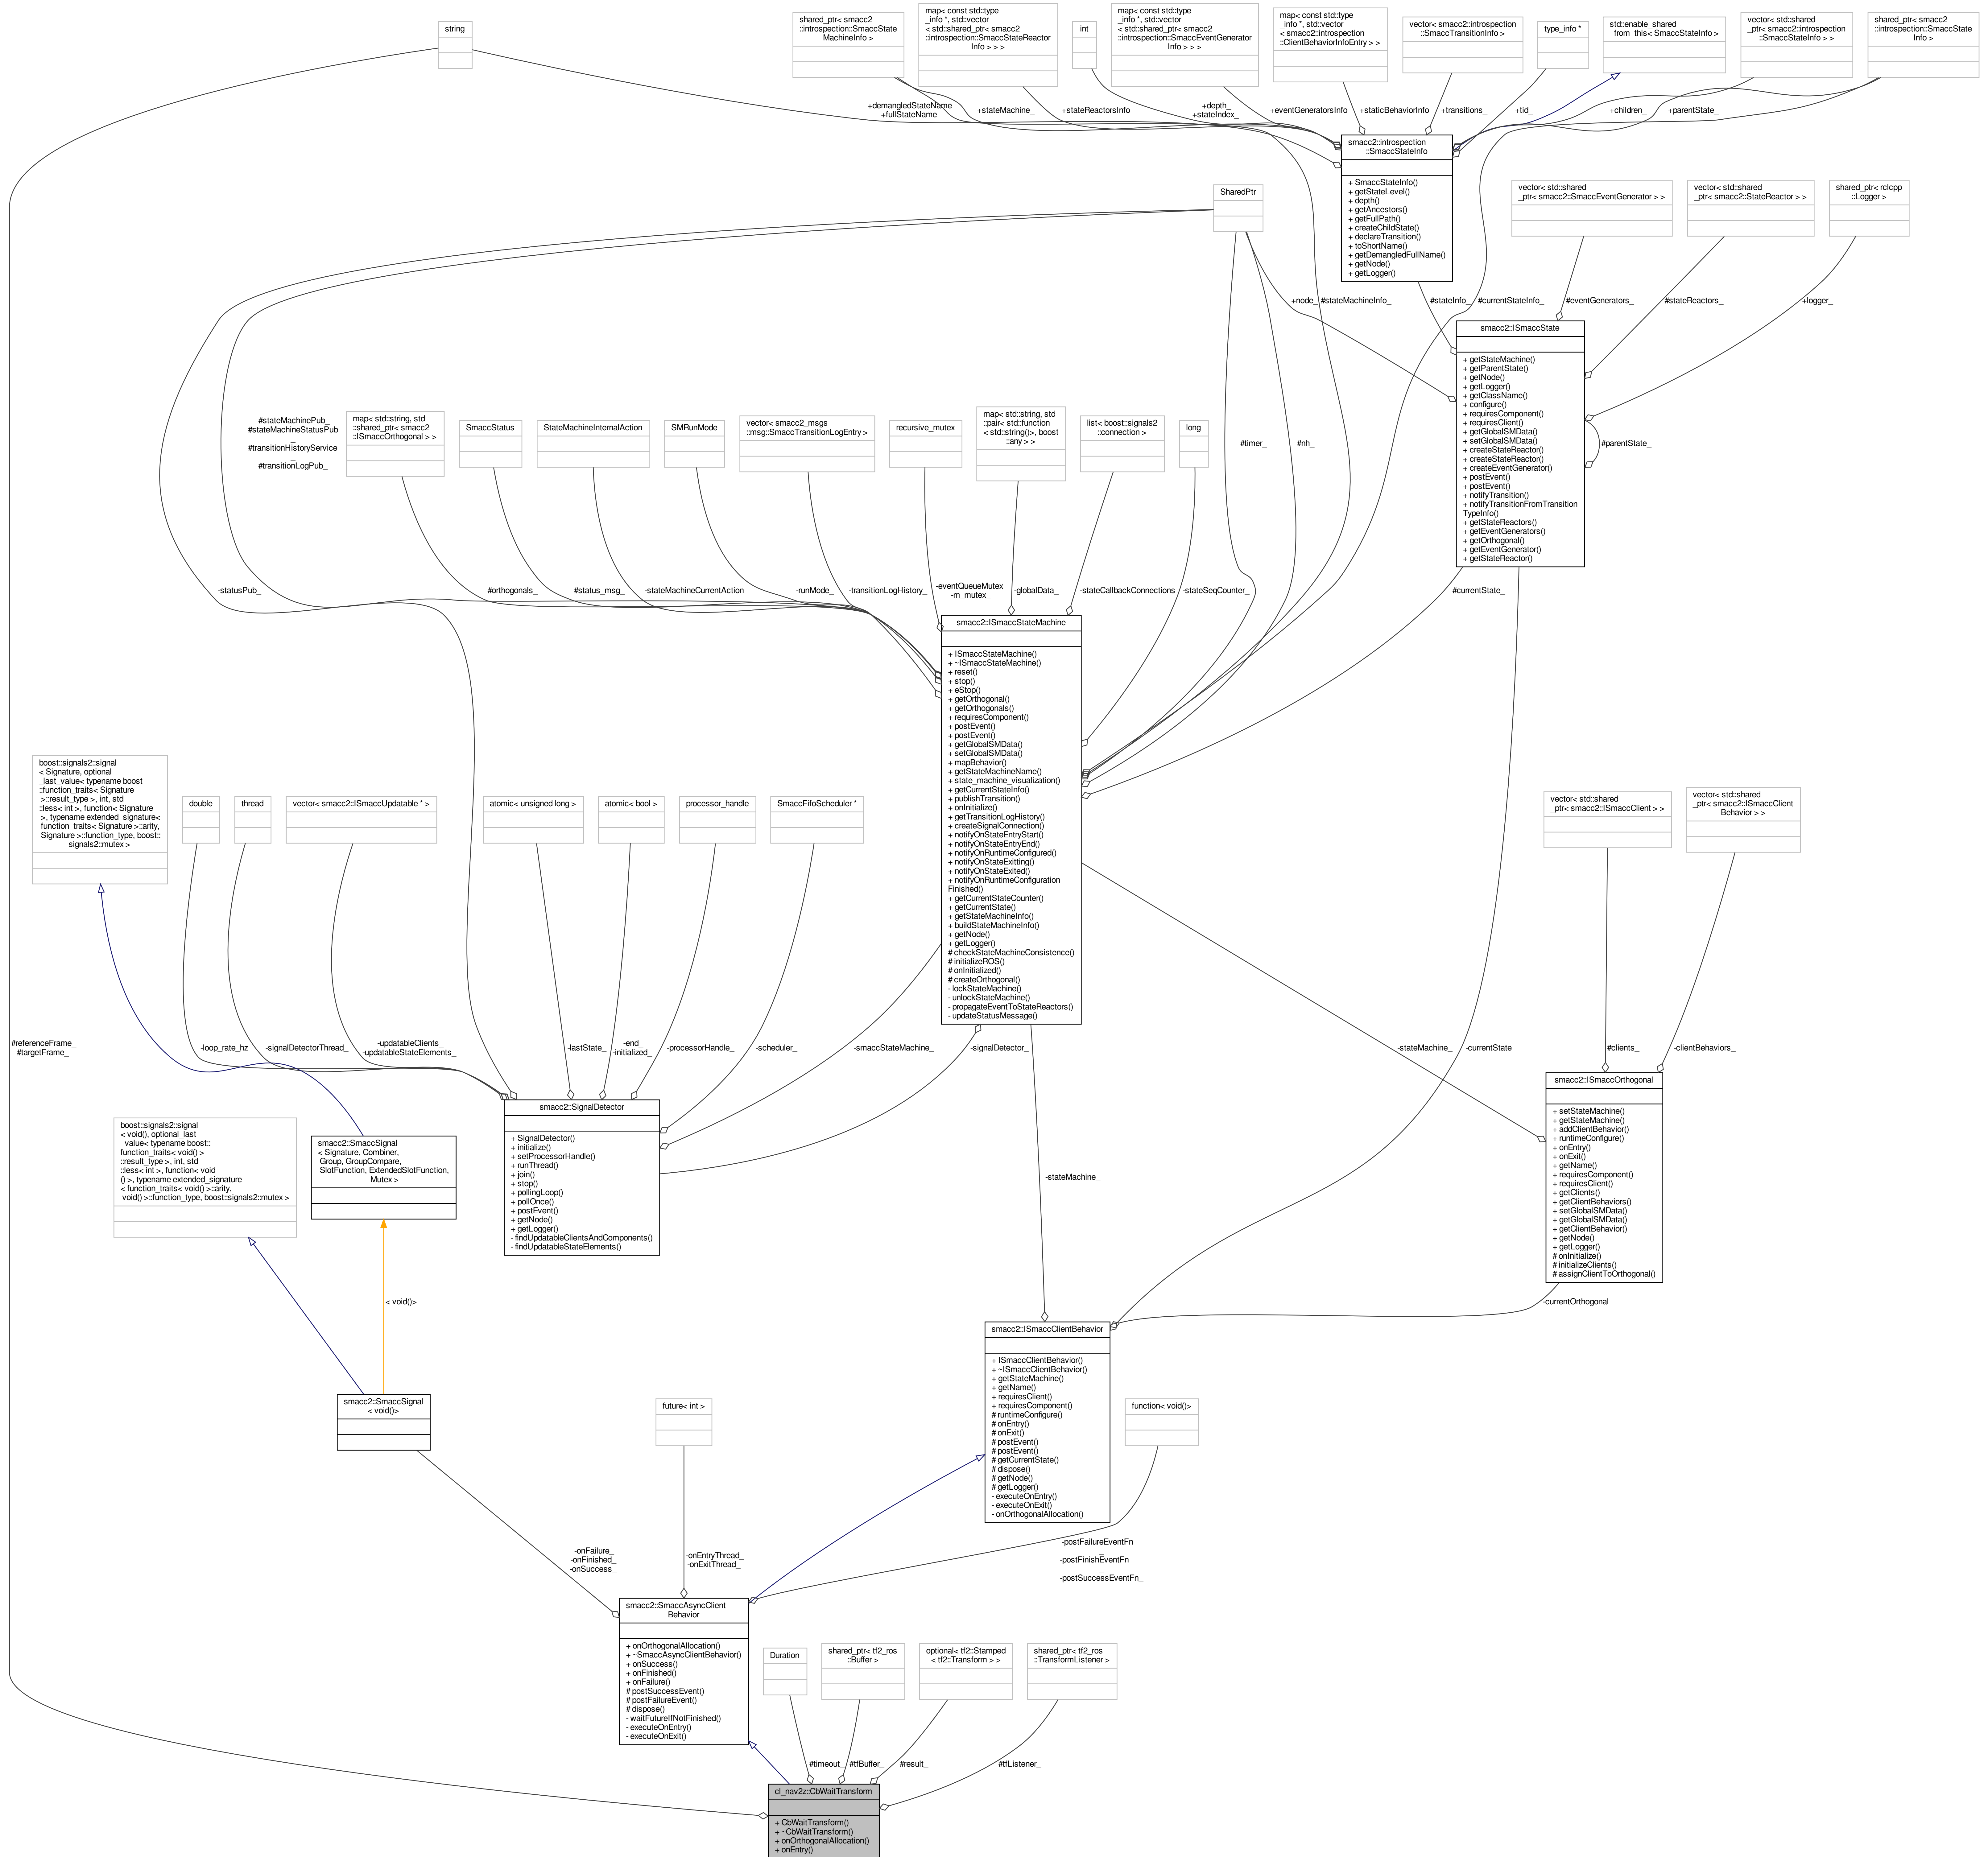 string
shared_ptr< smacc2
::introspection::SmaccState
MachineInfo >
map< const std::type
_info *, std::vector
< std::shared_ptr< smacc2
::introspection::SmaccStateReactor
Info > > >
int
map< const std::type
_info *, std::vector
< std::shared_ptr< smacc2
::introspection::SmaccEventGenerator
Info > > >
map< const std::type
_info *, std::vector
< smacc2::introspection
::ClientBehaviorInfoEntry > >
vector< smacc2::introspection
::SmaccTransitionInfo >
type_info *
std::enable_shared
_from_this< SmaccStateInfo >
vector< std::shared
_ptr< smacc2::introspection
::SmaccStateInfo > >
shared_ptr< smacc2
::introspection::SmaccState
Info >
+demangledStateName
+fullStateName
+stateMachine_
+stateReactorsInfo
+depth_
+stateIndex_
+eventGeneratorsInfo
+staticBehaviorInfo
+transitions_
+tid_
+children_
+parentState_
smacc2::introspection
::SmaccStateInfo
+ SmaccStateInfo()
+ getStateLevel()
+ depth()
+ getAncestors()
+ getFullPath()
+ createChildState()
+ declareTransition()
+ toShortName()
+ getDemangledFullName()
+ getNode()
+ getLogger()
SharedPtr
vector< std::shared
_ptr< smacc2::SmaccEventGenerator > >
vector< std::shared
_ptr< smacc2::StateReactor > >
shared_ptr< rclcpp
::Logger >
+node_
#stateMachineInfo_
#stateInfo_
#currentStateInfo_
#eventGenerators_
#stateReactors_
+logger_
smacc2::ISmaccState
+ getStateMachine()
+ getParentState()
+ getNode()
+ getLogger()
+ getClassName()
+ configure()
+ requiresComponent()
+ requiresClient()
+ getGlobalSMData()
+ setGlobalSMData()
+ createStateReactor()
+ createStateReactor()
+ createEventGenerator()
+ postEvent()
+ postEvent()
+ notifyTransition()
+ notifyTransitionFromTransition
TypeInfo()
+ getStateReactors()
+ getEventGenerators()
+ getOrthogonal()
+ getEventGenerator()
+ getStateReactor()
#parentState_
#stateMachinePub_
#stateMachineStatusPub
_
#transitionHistoryService
_
#transitionLogPub_
map< std::string, std
::shared_ptr< smacc2
::ISmaccOrthogonal > >
SmaccStatus
StateMachineInternalAction
SMRunMode
vector< smacc2_msgs
::msg::SmaccTransitionLogEntry >
recursive_mutex
map< std::string, std
::pair< std::function
< std::string()>, boost
::any > >
list< boost::signals2
::connection >
long
#timer_
#nh_
-statusPub_
#orthogonals_
#status_msg_
-stateMachineCurrentAction
-runMode_
-transitionLogHistory_
-eventQueueMutex_
-m_mutex_
-globalData_
-stateCallbackConnections
-stateSeqCounter_
#currentState_
smacc2::ISmaccStateMachine
+ ISmaccStateMachine()
+ ~ISmaccStateMachine()
+ reset()
+ stop()
+ eStop()
+ getOrthogonal()
+ getOrthogonals()
+ requiresComponent()
+ postEvent()
+ postEvent()
+ getGlobalSMData()
+ setGlobalSMData()
+ mapBehavior()
+ getStateMachineName()
+ state_machine_visualization()
+ getCurrentStateInfo()
+ publishTransition()
+ onInitialize()
+ getTransitionLogHistory()
+ createSignalConnection()
+ notifyOnStateEntryStart()
+ notifyOnStateEntryEnd()
+ notifyOnRuntimeConfigured()
+ notifyOnStateExitting()
+ notifyOnStateExited()
+ notifyOnRuntimeConfiguration
Finished()
+ getCurrentStateCounter()
+ getCurrentState()
+ getStateMachineInfo()
+ buildStateMachineInfo()
+ getNode()
+ getLogger()
# checkStateMachineConsistence()
# initializeROS()
# onInitialized()
# createOrthogonal()
- lockStateMachine()
- unlockStateMachine()
- propagateEventToStateReactors()
- updateStatusMessage()
boost::signals2::signal
< Signature, optional
_last_value< typename boost
::function_traits< Signature
>::result_type >, int, std
::less< int >, function< Signature
>, typename extended_signature<
function_traits< Signature >::arity,
Signature >::function_type, boost::
signals2::mutex >
double
thread
vector< smacc2::ISmaccUpdatable * >
atomic< unsigned long >
atomic< bool >
processor_handle
SmaccFifoScheduler *
vector< std::shared
_ptr< smacc2::ISmaccClient > >
vector< std::shared
_ptr< smacc2::ISmaccClient
Behavior > >
#referenceFrame_
#targetFrame_
-loop_rate_hz
-signalDetectorThread_
-updatableClients_
-updatableStateElements_
-lastState_
-end_
-initialized_
-processorHandle_
-scheduler_
-smaccStateMachine_
-signalDetector_
-currentState
-stateMachine_
#clients_
-clientBehaviors_
smacc2::SignalDetector
+ SignalDetector()
+ initialize()
+ setProcessorHandle()
+ runThread()
+ join()
+ stop()
+ pollingLoop()
+ pollOnce()
+ postEvent()
+ getNode()
+ getLogger()
- findUpdatableClientsAndComponents()
- findUpdatableStateElements()
smacc2::ISmaccOrthogonal
+ setStateMachine()
+ getStateMachine()
+ addClientBehavior()
+ runtimeConfigure()
+ onEntry()
+ onExit()
+ getName()
+ requiresComponent()
+ requiresClient()
+ getClients()
+ getClientBehaviors()
+ setGlobalSMData()
+ getGlobalSMData()
+ getClientBehavior()
+ getNode()
+ getLogger()
# onInitialize()
# initializeClients()
# assignClientToOrthogonal()
boost::signals2::signal
< void(), optional_last
_value< typename boost::
function_traits< void() >
::result_type >, int, std
::less< int >, function< void
() >, typename extended_signature
< function_traits< void() >::arity,
void() >::function_type, boost::signals2::mutex >
smacc2::SmaccSignal
< Signature, Combiner,
Group, GroupCompare,
SlotFunction, ExtendedSlotFunction,
Mutex >
-stateMachine_
< void()>
-currentOrthogonal
smacc2::ISmaccClientBehavior
+ ISmaccClientBehavior()
+ ~ISmaccClientBehavior()
+ getStateMachine()
+ getName()
+ requiresClient()
+ requiresComponent()
# runtimeConfigure()
# onEntry()
# onExit()
# postEvent()
# postEvent()
# getCurrentState()
# dispose()
# getNode()
# getLogger()
- executeOnEntry()
- executeOnExit()
- onOrthogonalAllocation()
smacc2::SmaccSignal
< void()>
future< int >
function< void()>
-onFailure_
-onFinished_
-onSuccess_
-onEntryThread_
-onExitThread_
-postFailureEventFn
_
-postFinishEventFn
_
-postSuccessEventFn_
smacc2::SmaccAsyncClient
Behavior
+ onOrthogonalAllocation()
+ ~SmaccAsyncClientBehavior()
+ onSuccess()
+ onFinished()
+ onFailure()
# postSuccessEvent()
# postFailureEvent()
# dispose()
- waitFutureIfNotFinished()
- executeOnEntry()
- executeOnExit()
Duration
shared_ptr< tf2_ros
::Buffer >
optional< tf2::Stamped
< tf2::Transform > >
shared_ptr< tf2_ros
::TransformListener >
#timeout_
#tfBuffer_
#result_
#tfListener_
cl_nav2z::CbWaitTransform
+ CbWaitTransform()
+ ~CbWaitTransform()
+ onOrthogonalAllocation()
+ onEntry()